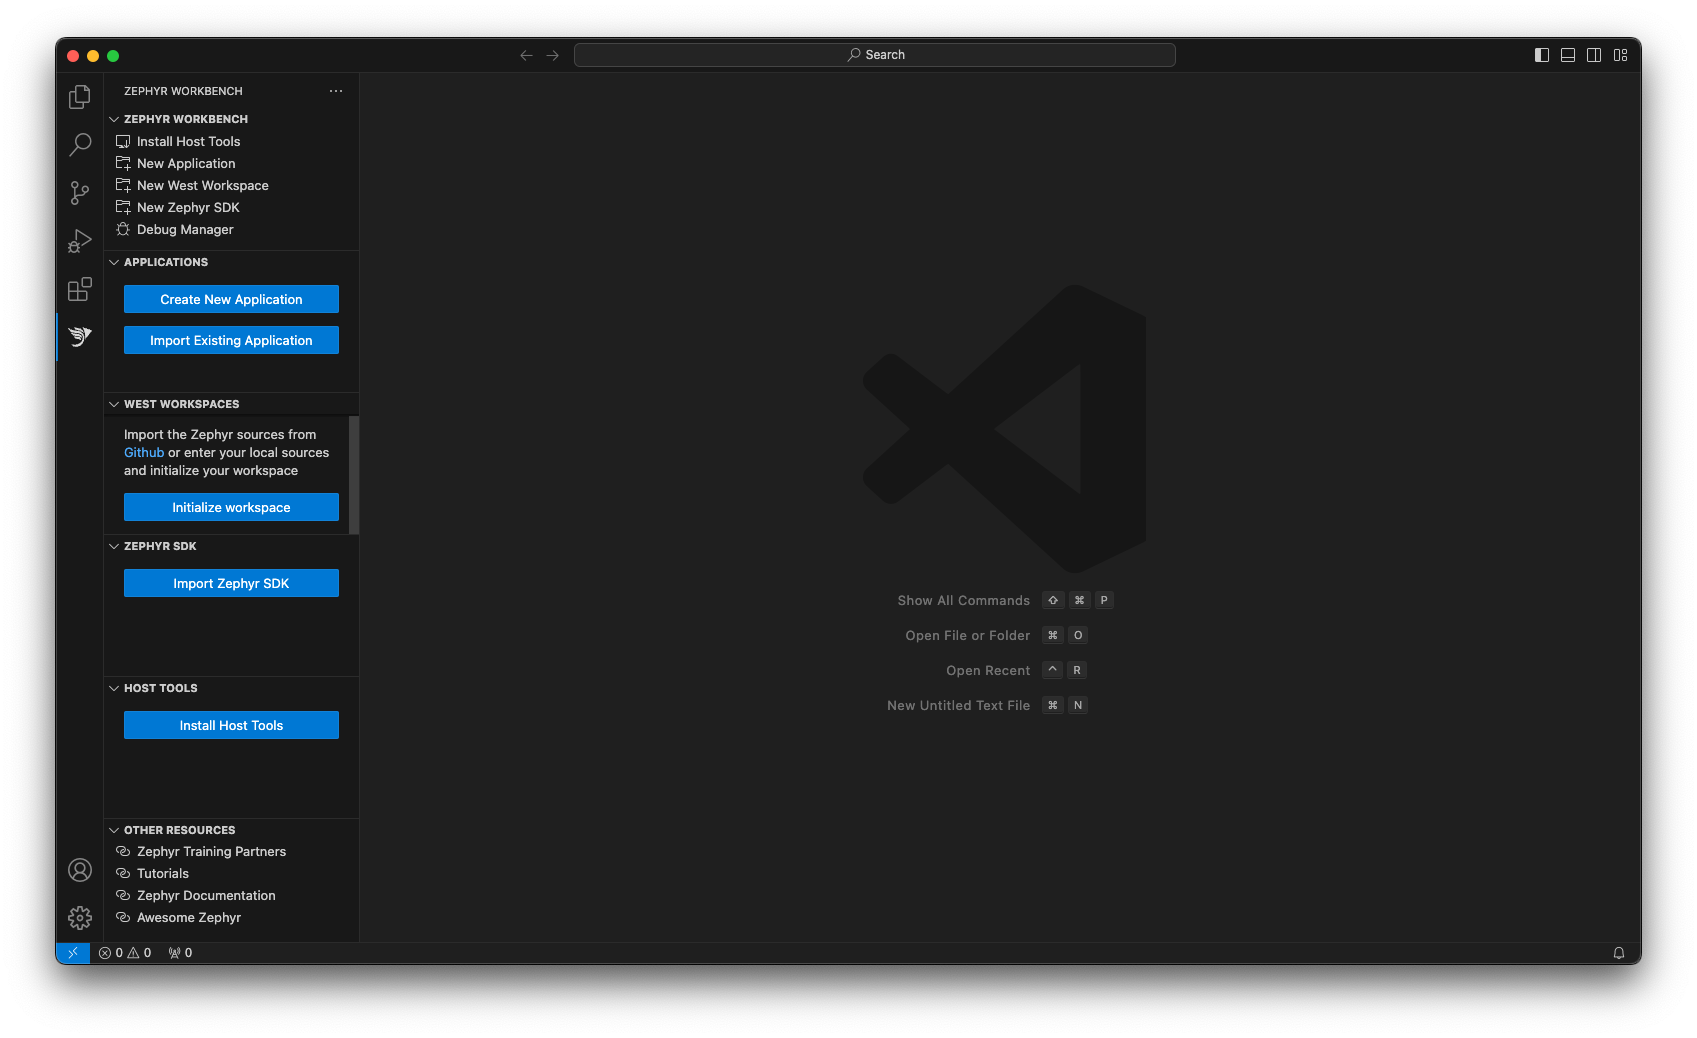 Search
ZEPHYR WORKBENCH
ZEPHYR WORKBENCH
Install Host Tools
New Application
New West Workspace
New Zephyr SDK
Debug Manager
APPLICATIONS
Create New Application
Import Existing Application
WEST WORKSPACES
Import the Zephyr sources from
Github or enter your local sources
and initialize your workspace
Initialize workspace
ZEPHYR SDK
Import Zephyr SDK
HOST TOOLS
Install Host Tools
OTHER RESOURCES
Zephyr Training Partners
Tutorials
Zephyr Documentation
Awesome Zephyr
Show All Commands ⇧ ⌘ P
Open File or Folder ⌘ O
Open Recent ^ R
New Untitled Text File ⌘ N
0 0 0